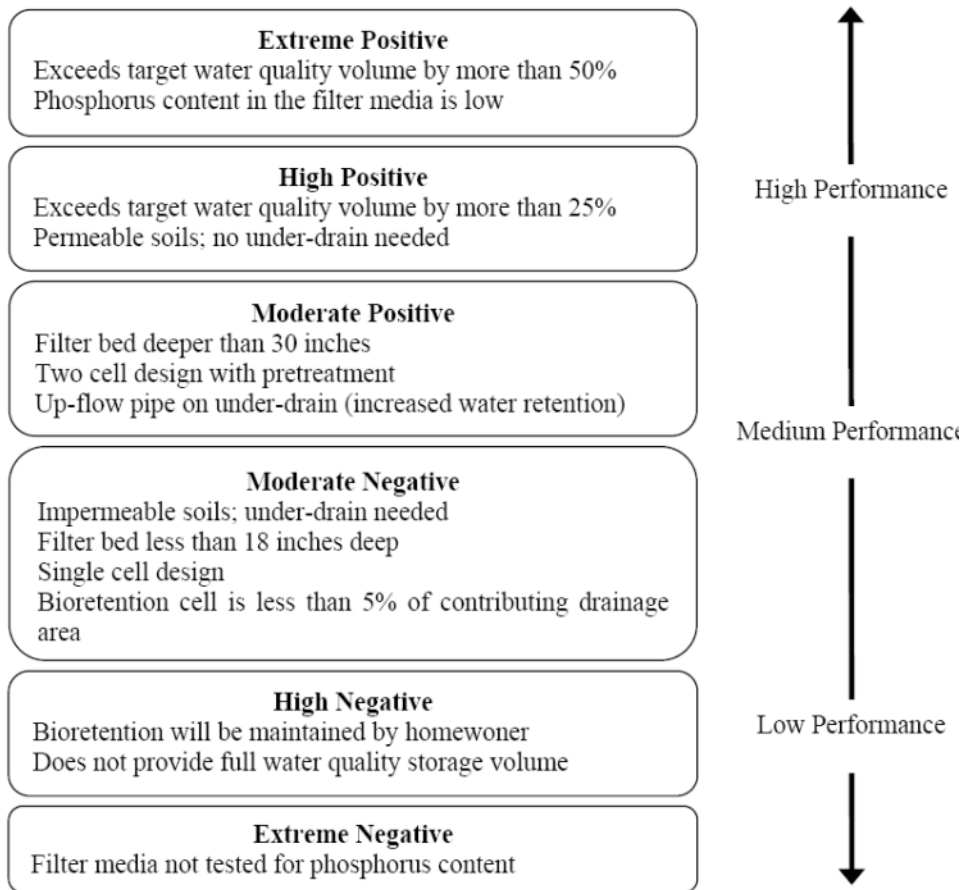 Extreme Positive
Exceeds target water quality volume by more than 50%
Phosphorus content in the filter media is low
High Positive
Exceeds target water quality volume by more than 25%
Permeable soils; no under-drain needed
Moderate Positive
Filter bed deeper than 30 inches
Two cell design with pretreatment
Up-flow pipe on under-drain (increased water retention)
Moderate Negative
Impermeable soils; under-drain needed
Filter bed less than 18 inches deep
Single cell design
Bioretention cell is less than 5% of contributing drainage
area
High Negative
Bioretention will be maintained by homewoner
Does not provide full water quality storage volume
Extreme Negative
Filter media not tested for phosphorus content
High Performance
Medium Performance
Low Performance